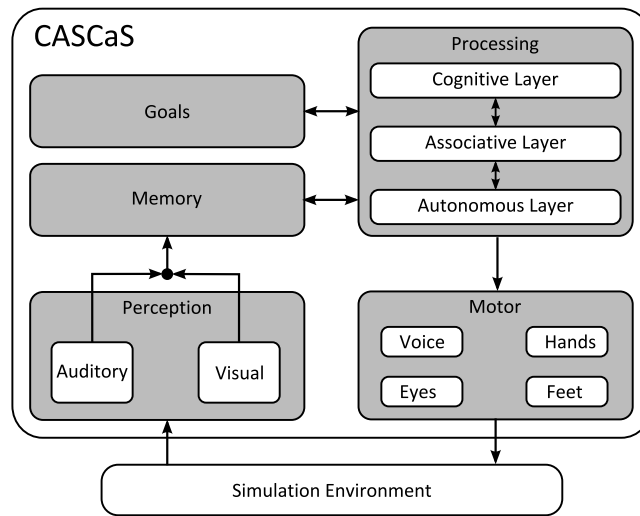 CASCaS
Processing
Cognitive Layer
Goals
Associative Layer
Memory
Autonomous Layer
Perception
Motor
Auditory
Visual
Voice
Hands
Eyes
Feet
Simulation Environment